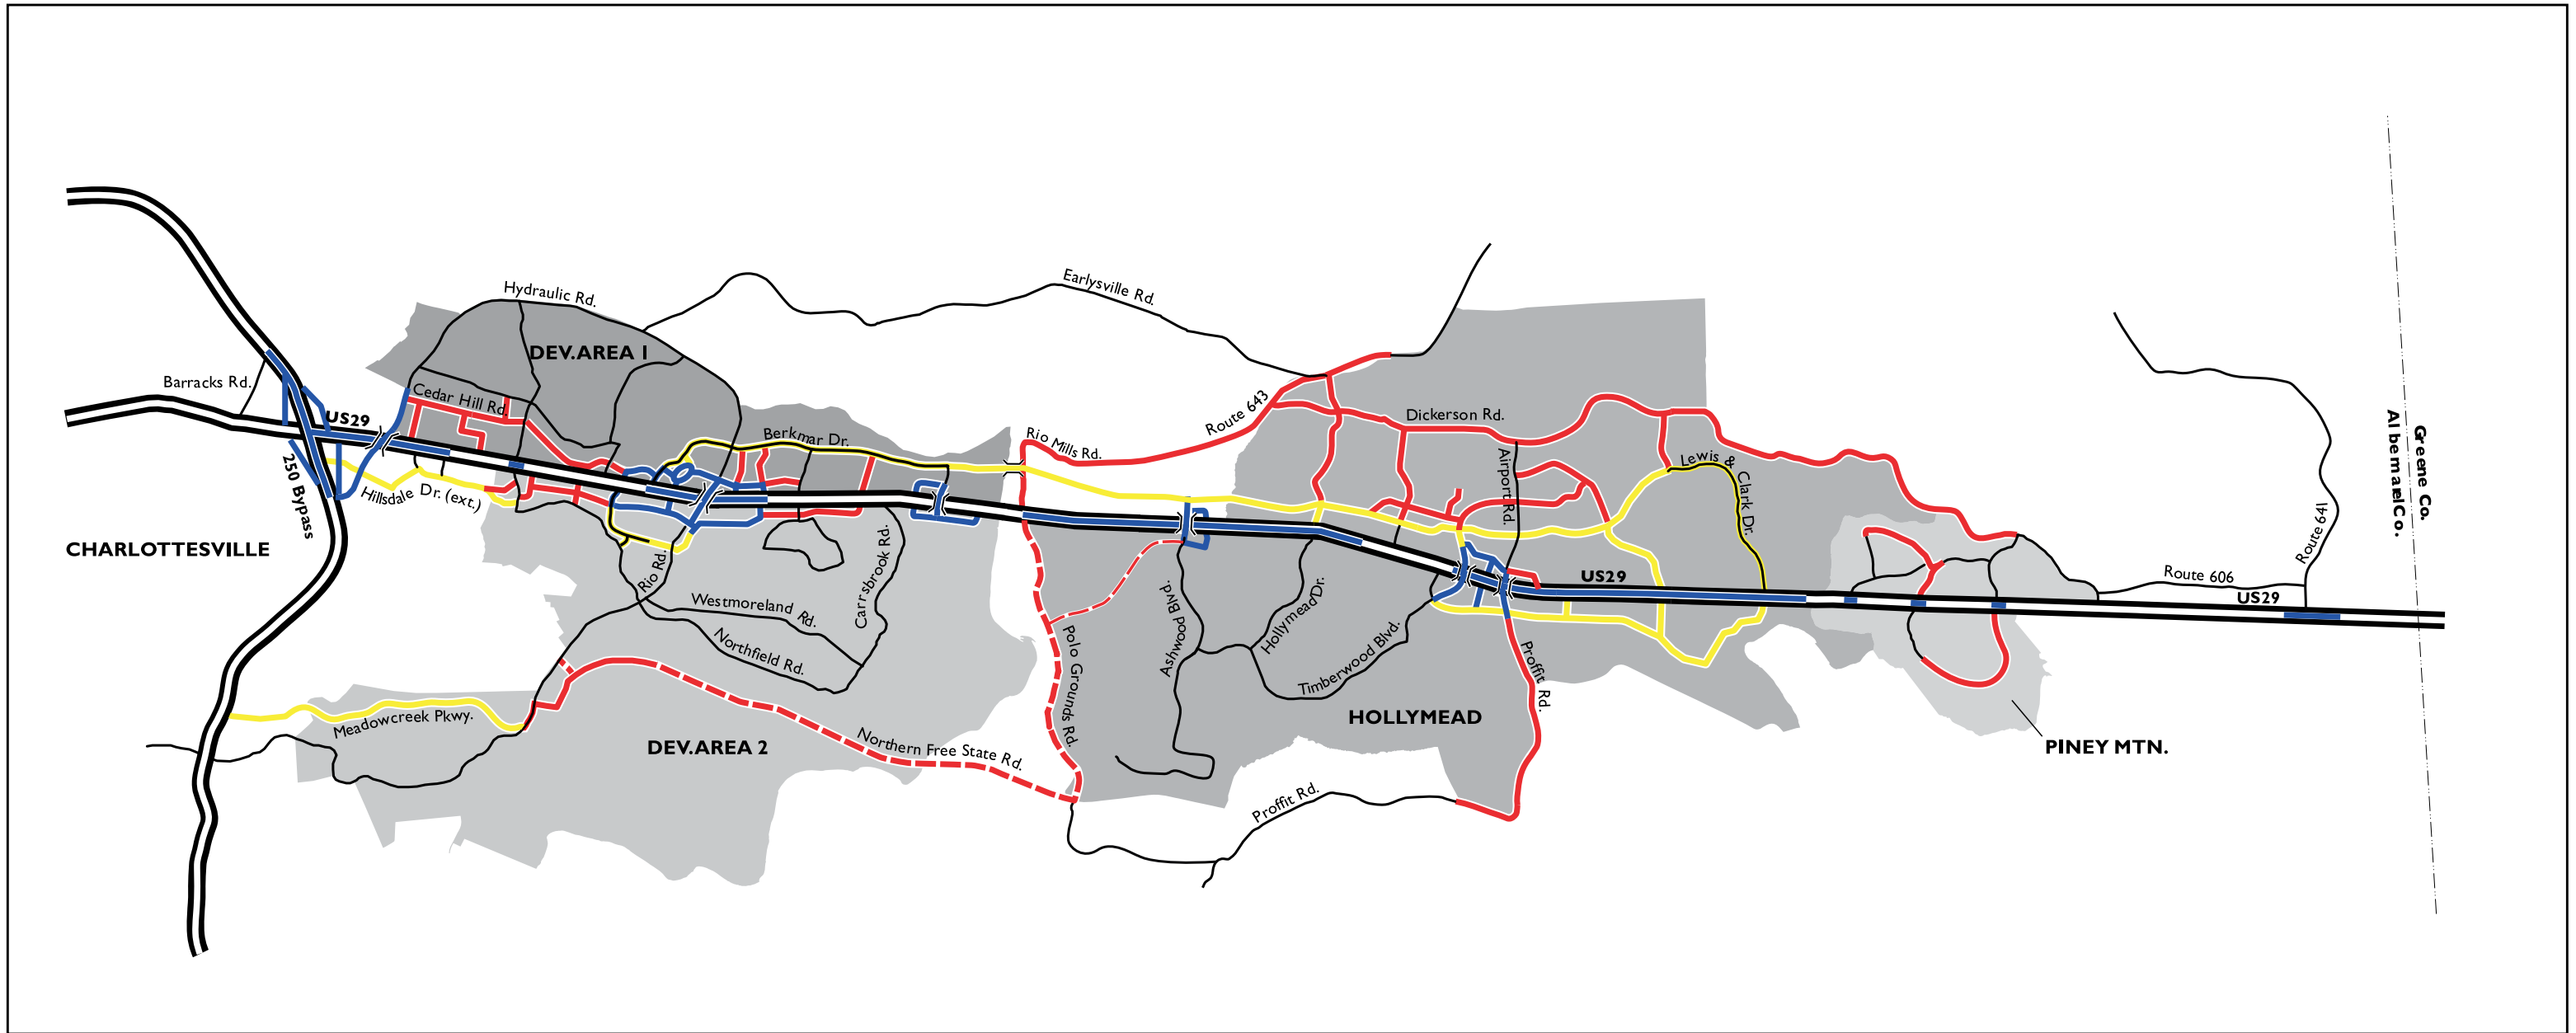 Hydraulic Rd.
Earlysville Rd.
DEV.AREA 1
Barracks Rd.
US29
Cedar Hill Rd.
Berkmar Dr.
Rio Mills Rd.
Route 643
Dickerson Rd.
Airport Rd.
Lewis & Clark Dr.
250 Bypass
Hillsdale Dr. (ext.)
CHARLOTTESVILLE
Rio Rd.
Westmoreland Rd.
Northfield Rd.
Carrsbrook Rd.
Polo Grounds Rd.
Ashwood Blvd.
Hollymead Dr.
Timberwood Blvd.
Proffit Rd.
US29
Route 606
US29
Route 641
Albemarel Co.
Greene Co.
Meadowcreek Pkwy.
DEV.AREA 2
Northern Free State Rd.
HOLLYMEAD
PINEY MTN.
Proffit Rd.